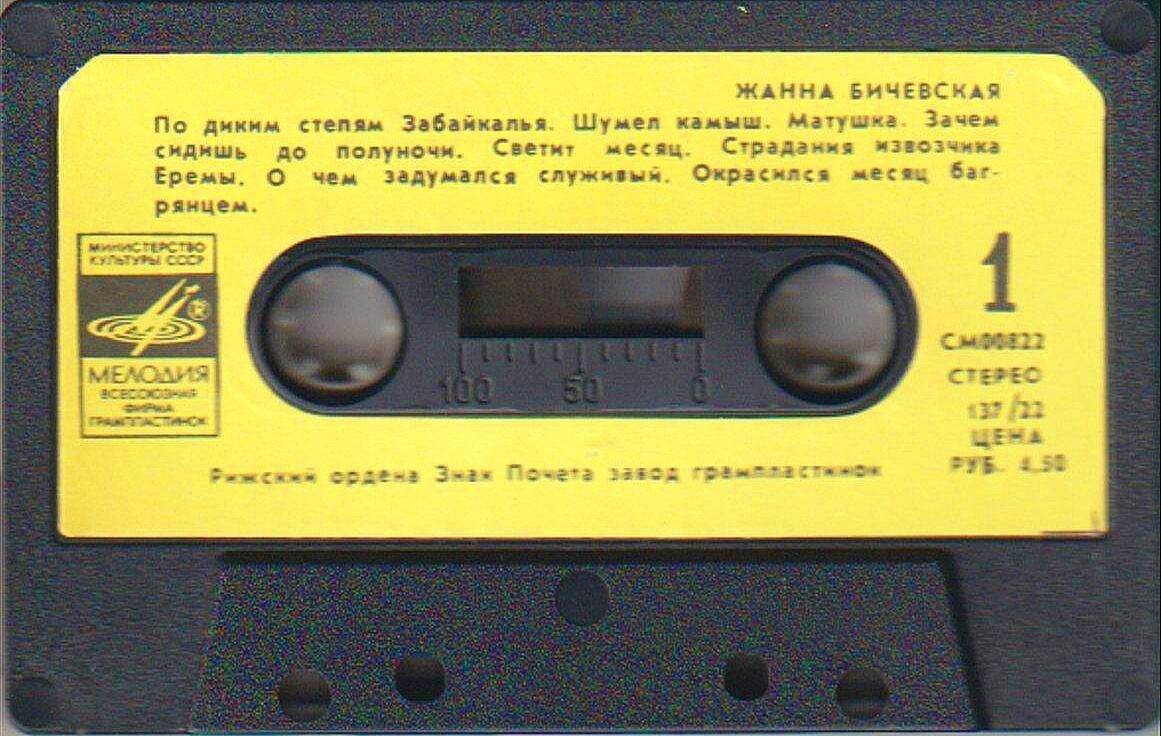 ЖАННА БИЧЕВСКАЯ
По диким степям Забайкалья. Шумел камыш. Матушка. Зачем
сидишь до полуночи. Светит месяц. Страдания извозчика
Еремы. О чем задумался служивый. Окрасился месяц баг-
рянцем.
МИНИСТЕРСТВО
КУЛЬТУРЫ СССР
®
МЕЛОДИЯ
ВСЕСОЮЗНАЯ
ФИРМА
ГРАМПЛАСТИНОК
1
СМ00822
СТЕРЕО
137/22
ЦЕНА
РУБ. 4.50
100 50 0
Рижский ордена Знак Почета завод грампластинок